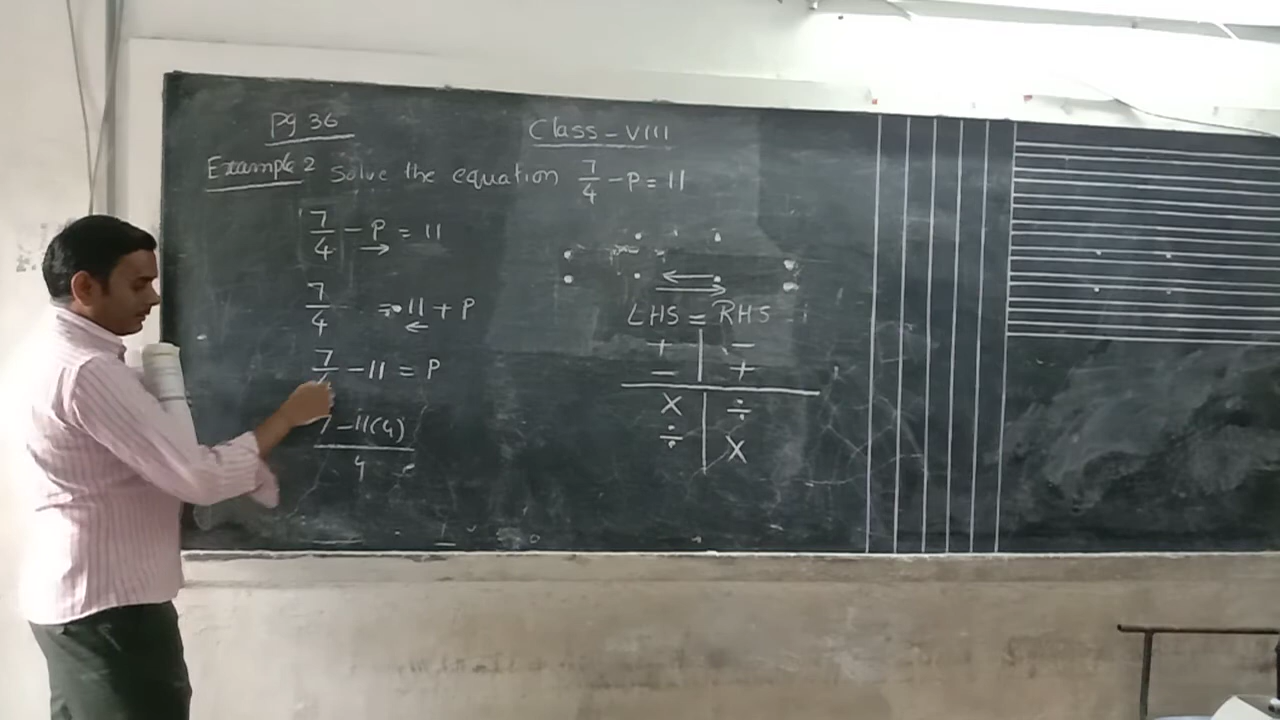 Pg 36
Class - VIII
Example 2 Solve the equation 7/4 - P = 11
7/4 - P = 11
7/4 = 11 + P
7/4 - 11 = P
7 - 11(4)
4
LHS = RHS
+ | -
- | +
× | ÷
÷ | ×